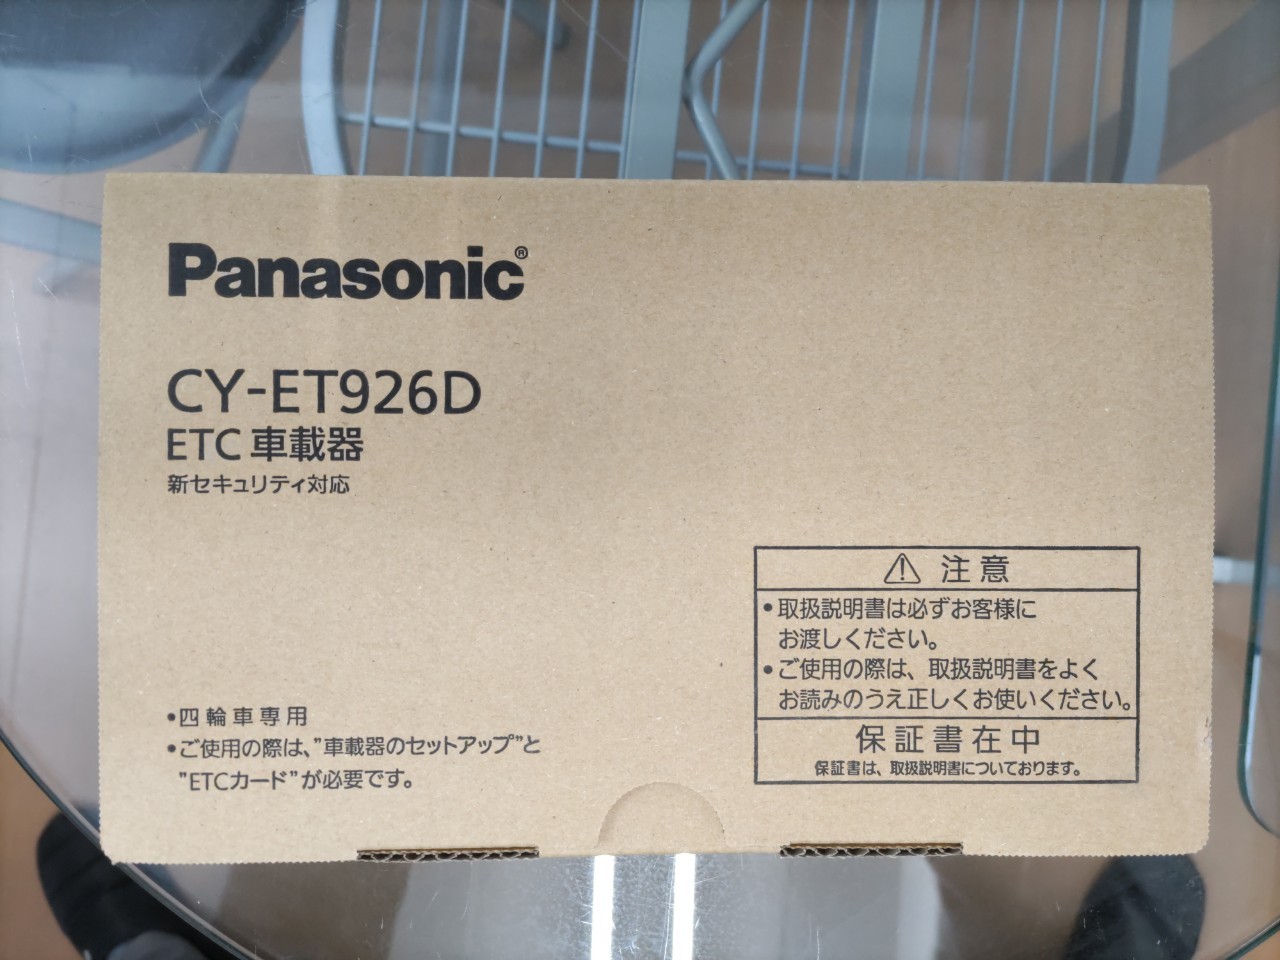 Panasonic®
CY-ET926D
ETC車載器
新セキュリティ対応
•四輪車専用
•ご使用の際は、"車載器のセットアップ"と
"ETCカード"が必要です。
⚠ 注意
•取扱説明書は必ずお客様に
お渡しください。
•ご使用の際は、取扱説明書をよく
お読みのうえ正しくお使いください。
保証書在中
保証書は、取扱説明書についております。